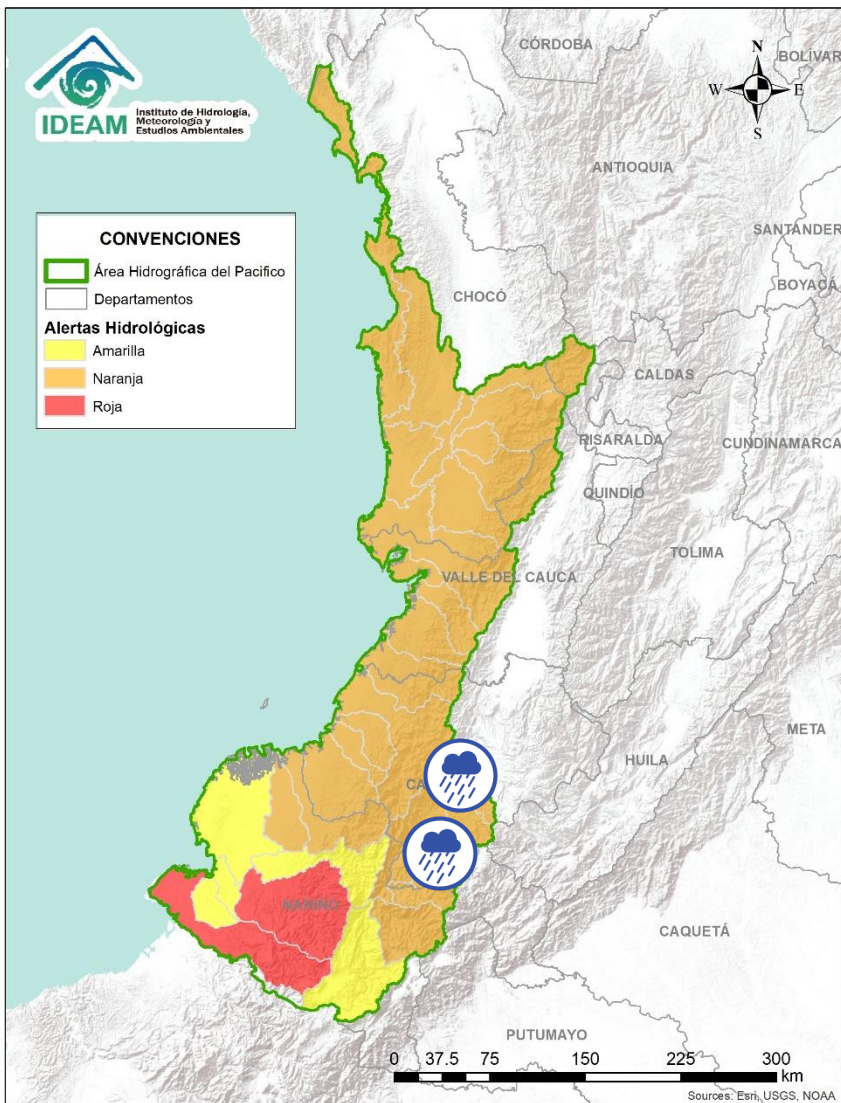 IDEAM
Instituto de Hidrología,
Meteorología y
Estudios Ambientales
N
W
E
S
CÓRDOBA
BOLÍVAR
ANTIOQUIA
SANTANDER
BOYACÁ
CONVENCIONES
Área Hidrográfica del Pacifico
Departamentos
Alertas Hidrológicas
Amarilla
Naranja
Roja
CHOCÓ
CALDAS
RISARALDA
CUNDINAMARCA
QUINDÍO
TOLIMA
VALLE DEL CAUCA
META
HUILA
CA
NARIÑO
CAQUETÁ
PUTUMAYO
0 37.5 75 150 225 300
km
Sources: Esri, USGS, NOAA